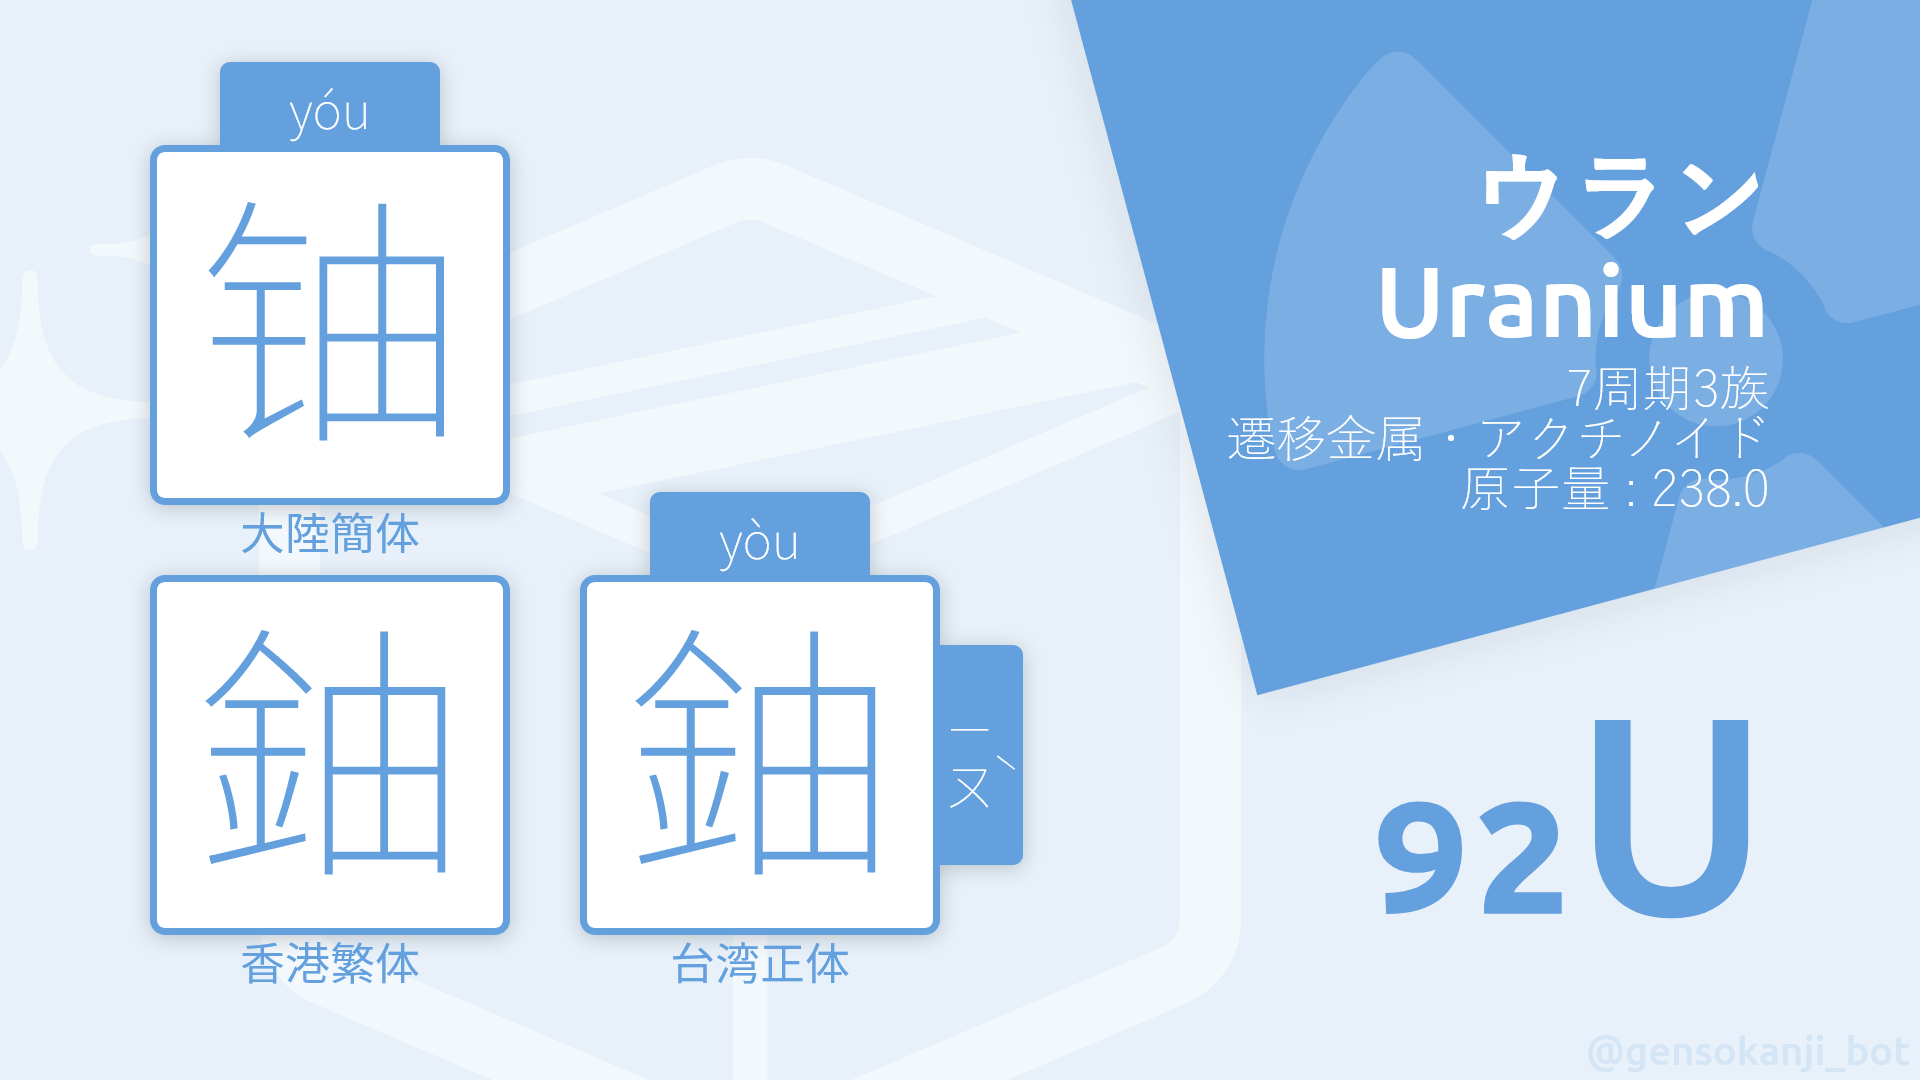 yóu
铀
大陸簡体
鈾
香港繁体
yòu
鈾
ㄧㄡˋ
台湾正体
ウラン
Uranium
7周期3族
遷移金属・アクチノイド
原子量 : 238.0
92U
@gensokanji_bot